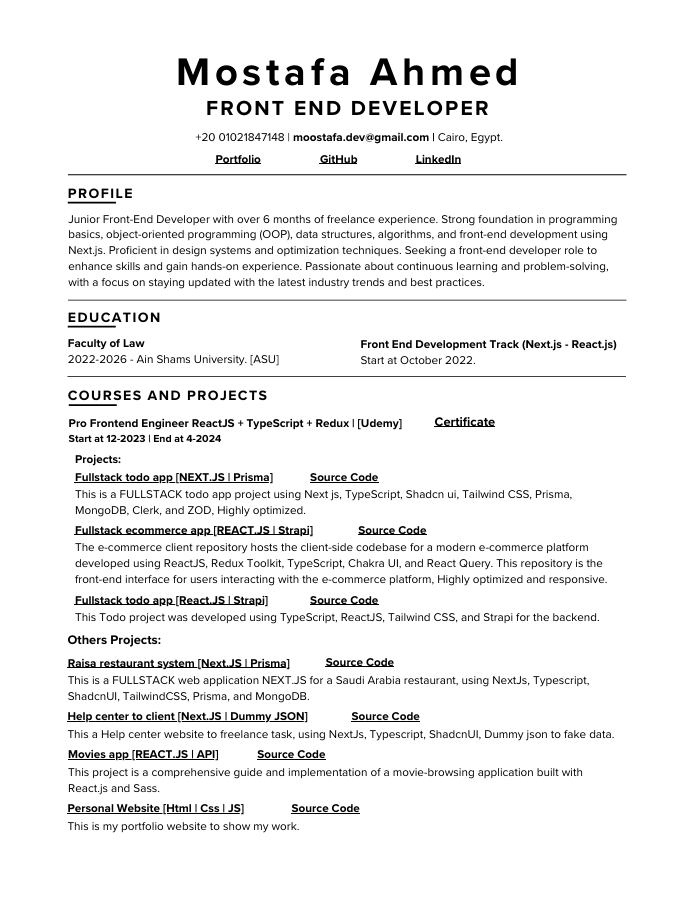 Mostafa Ahmed
FRONT END DEVELOPER
+20 01021847148 | moostafa.dev@gmail.com | Cairo, Egypt.
Portfolio GitHub LinkedIn
PROFILE
Junior Front-End Developer with over 6 months of freelance experience. Strong foundation in programming
basics, object-oriented programming (OOP), data structures, algorithms, and front-end development using
Next.js. Proficient in design systems and optimization techniques. Seeking a front-end developer role to
enhance skills and gain hands-on experience. Passionate about continuous learning and problem-solving,
with a focus on staying updated with the latest industry trends and best practices.
EDUCATION
Faculty of Law
2022-2026 - Ain Shams University. [ASU]
Front End Development Track (Next.js - React.js)
Start at October 2022.
COURSES AND PROJECTS
Pro Frontend Engineer ReactJS + TypeScript + Redux | [Udemy] Certificate
Start at 12-2023 | End at 4-2024
Projects:
Fullstack todo app [NEXT.JS | Prisma] Source Code
This is a FULLSTACK todo app project using Next js, TypeScript, Shadcn ui, Tailwind CSS, Prisma,
MongoDB, Clerk, and ZOD, Highly optimized.
Fullstack ecommerce app [REACT.JS | Strapi] Source Code
The e-commerce client repository hosts the client-side codebase for a modern e-commerce platform
developed using ReactJS, Redux Toolkit, TypeScript, Chakra UI, and React Query. This repository is the
front-end interface for users interacting with the e-commerce platform, Highly optimized and responsive.
Fullstack todo app [React.JS | Strapi] Source Code
This Todo project was developed using TypeScript, ReactJS, Tailwind CSS, and Strapi for the backend.
Others Projects:
Raisa restaurant system [Next.JS | Prisma] Source Code
This is a FULLSTACK web application NEXT.JS for a Saudi Arabia restaurant, using NextJs, Typescript,
ShadcnUI, TailwindCSS, Prisma, and MongoDB.
Help center to client [Next.JS | Dummy JSON] Source Code
This a Help center website to freelance task, using NextJs, Typescript, ShadcnUI, Dummy json to fake data.
Movies app [REACT.JS | API] Source Code
This project is a comprehensive guide and implementation of a movie-browsing application built with
React.js and Sass.
Personal Website [Html | Css | JS] Source Code
This is my portfolio website to show my work.